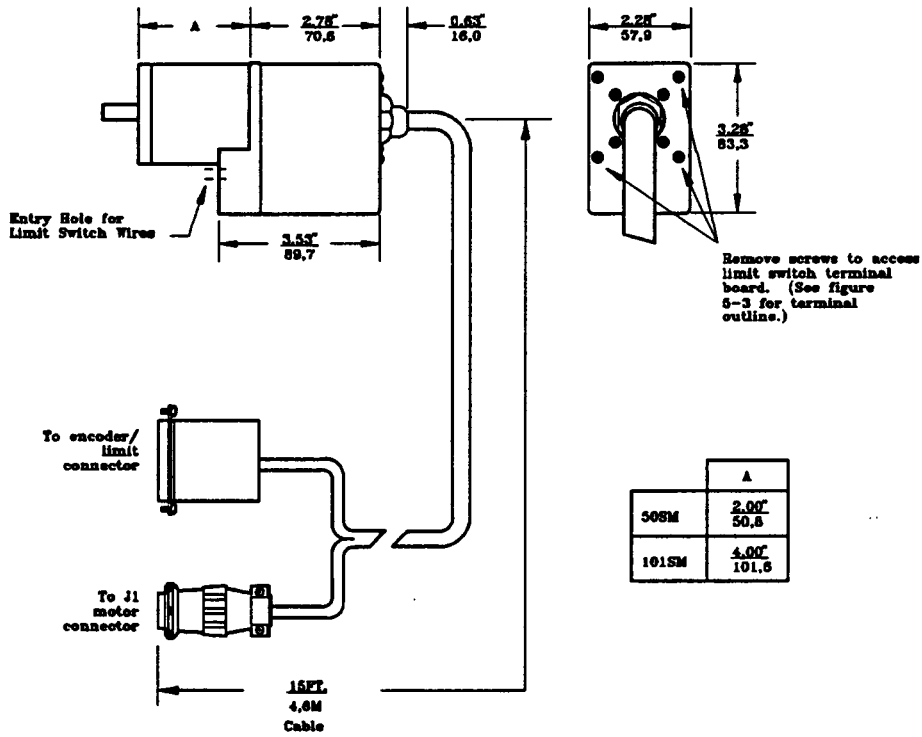 A
2.78"
70,6
0.63"
16,0
2.28"
57,9
3.28"
83,3
Entry Hole for
Limit Switch Wires
3.53"
89,7
Remove screws to access
limit switch terminal
board. (See figure
5-3 for terminal
outline.)
To encoder/
limit
connector
A
50SM
2.00"
50,8
101SM
4.00"
101,6
To J1
motor
connector
15FT.
4,6M
Cable